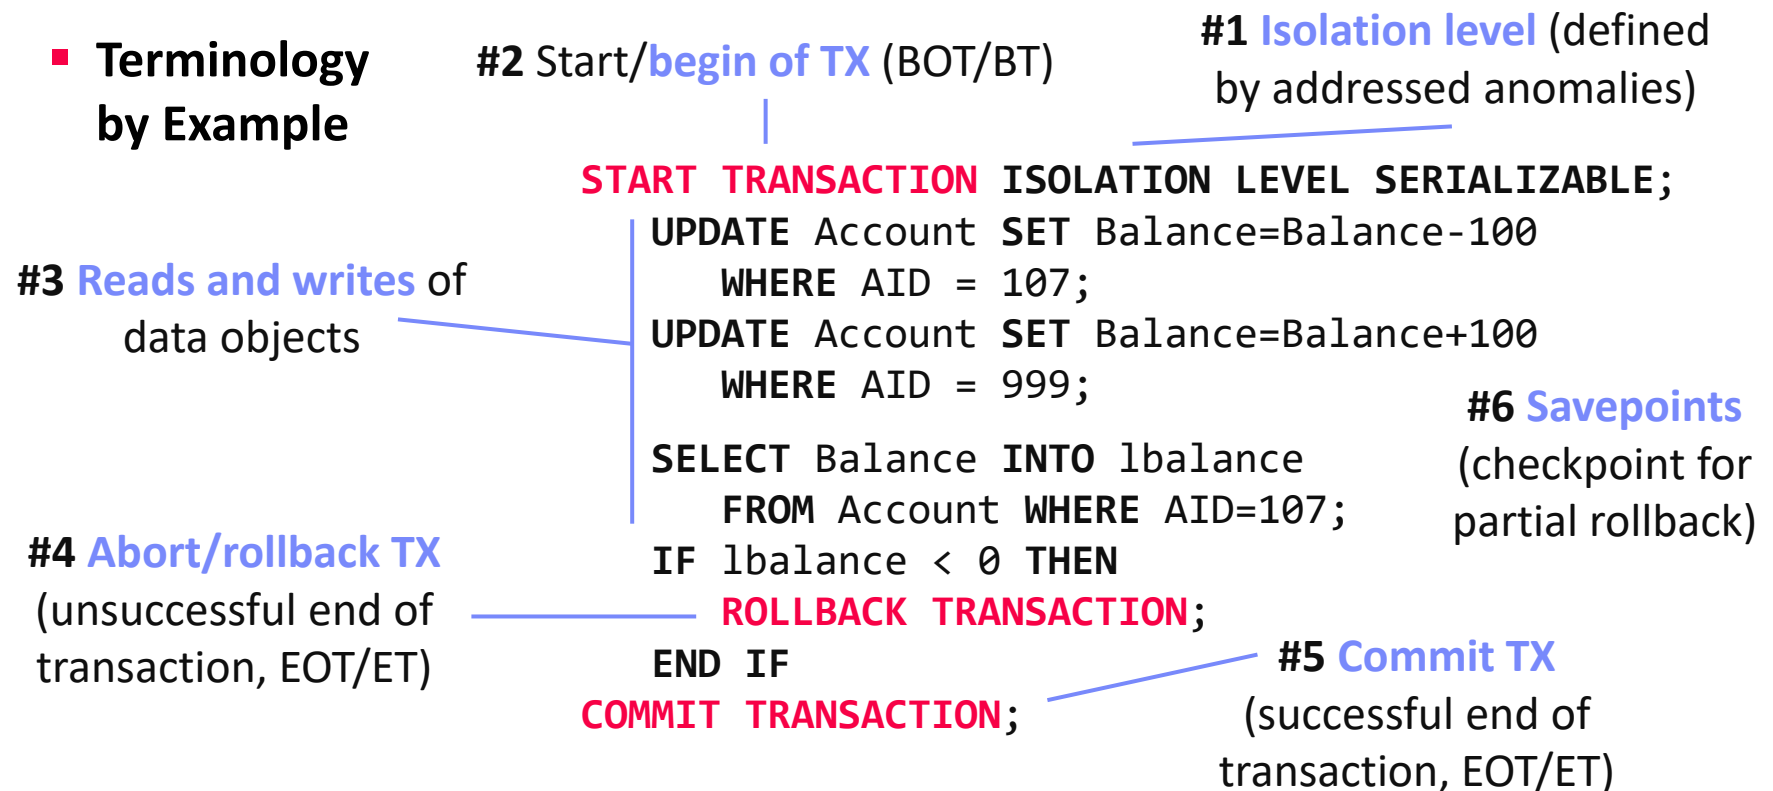 Terminology
by Example
#2 Start/begin of TX (BOT/BT)
#1 Isolation level (defined
by addressed anomalies)
START TRANSACTION ISOLATION LEVEL SERIALIZABLE;
UPDATE Account SET Balance=Balance-100
WHERE AID = 107;
UPDATE Account SET Balance=Balance+100
WHERE AID = 999;
SELECT Balance INTO lbalance
FROM Account WHERE AID=107;
IF lbalance < 0 THEN
ROLLBACK TRANSACTION;
END IF
COMMIT TRANSACTION;
#3 Reads and writes of
data objects
#6 Savepoints
(checkpoint for
partial rollback)
#4 Abort/rollback TX
(unsuccessful end of
transaction, EOT/ET)
#5 Commit TX
(successful end of
transaction, EOT/ET)